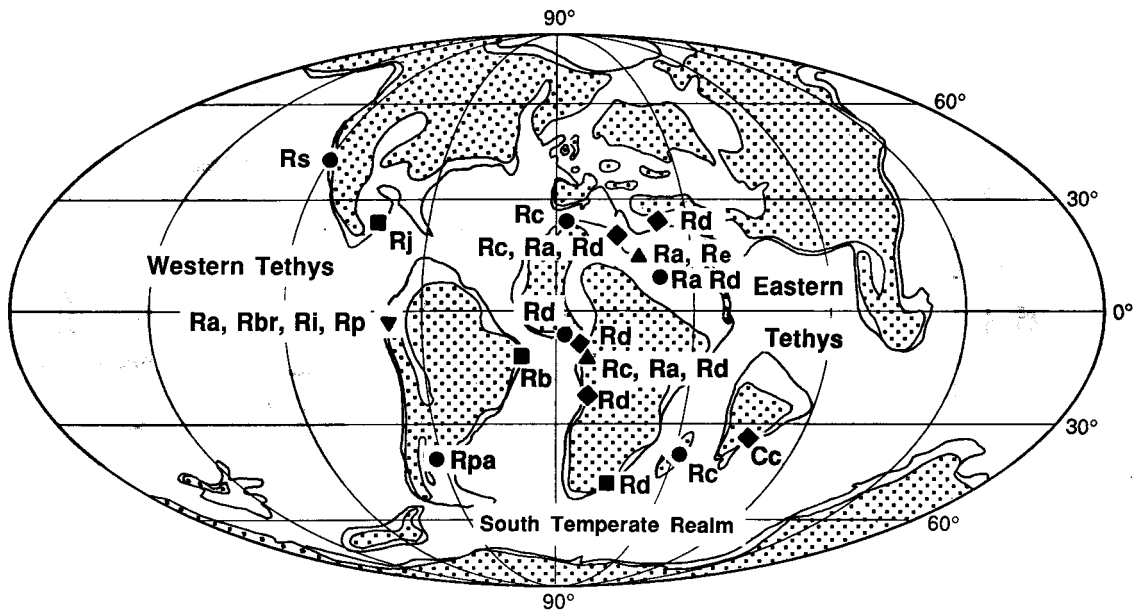 90°
60°
Rs
30°
Rc
Rd
Rj
Rc, Ra, Rd
Ra, Re
Western Tethys
Ra Rd
Eastern
Ra, Rbr, Ri, Rp
Rd
0°
Rd
Tethys
Rb
Rc, Ra, Rd
Rd
30°
Rpa
Cc
Rc
Rd
South Temperate Realm
60°
90°